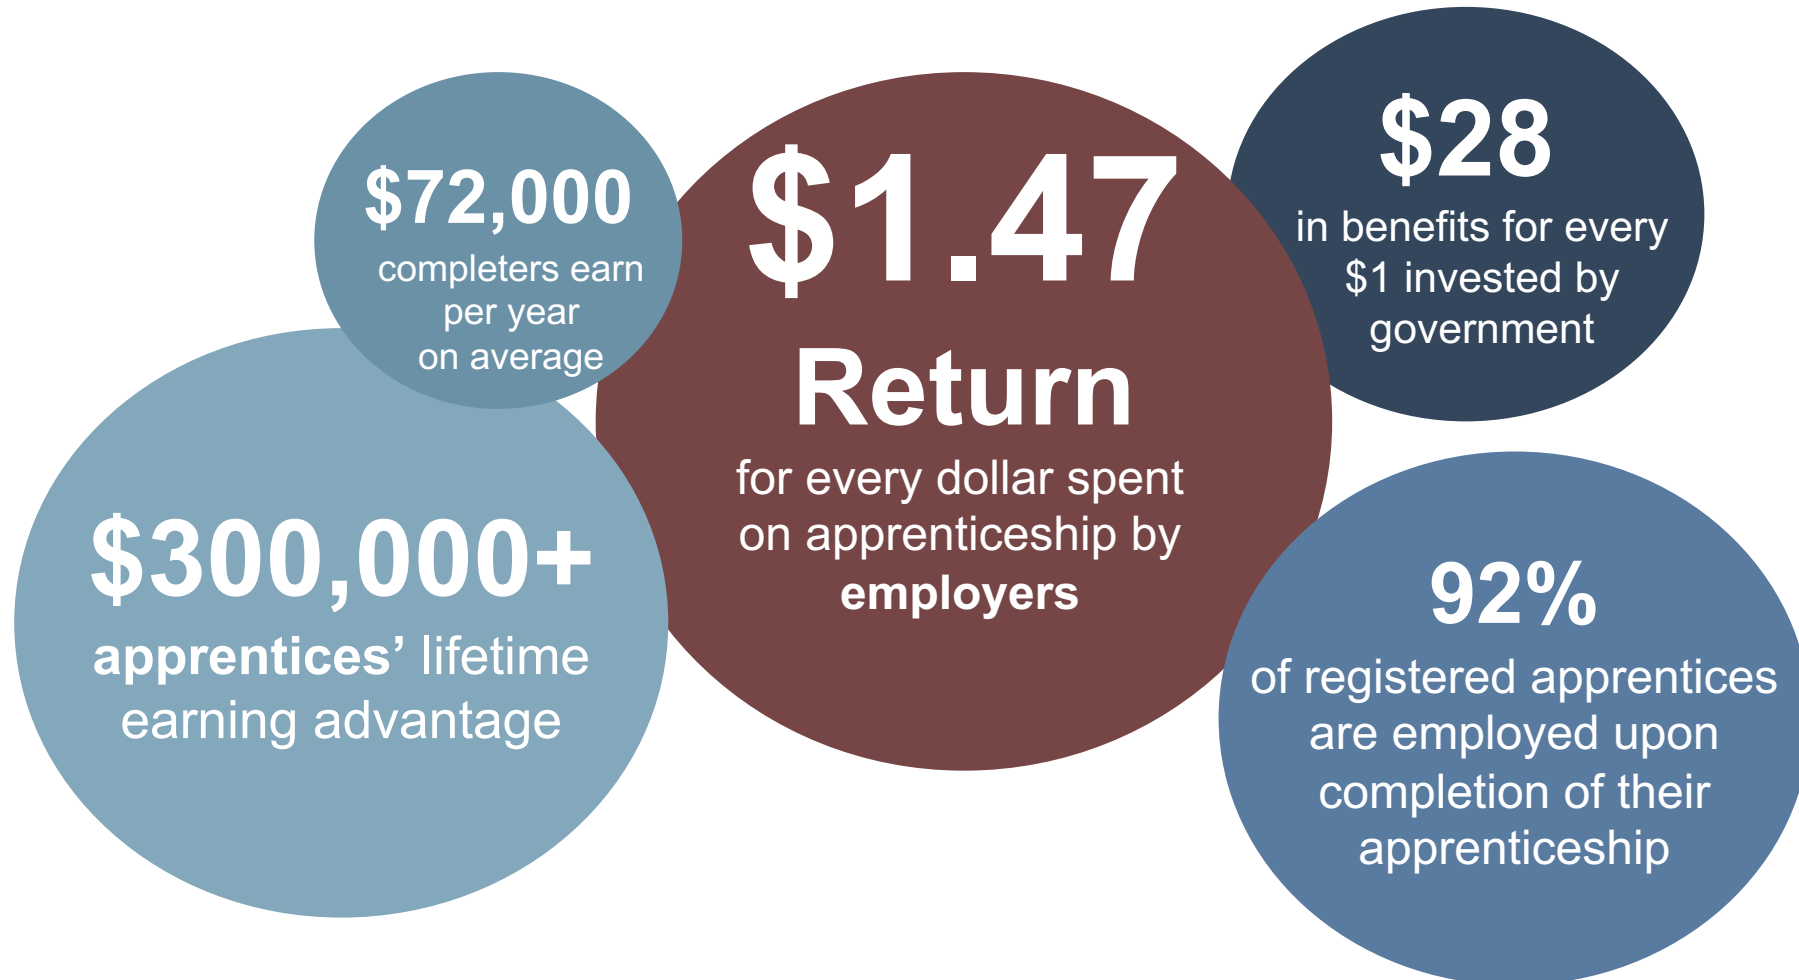 $72,000
completers earn
per year
on average
$300,000+
apprentices’ lifetime
earning advantage
$1.47
Return
for every dollar spent
on apprenticeship by
employers
$28
in benefits for every
$1 invested by
government
92%
of registered apprentices
are employed upon
completion of their
apprenticeship